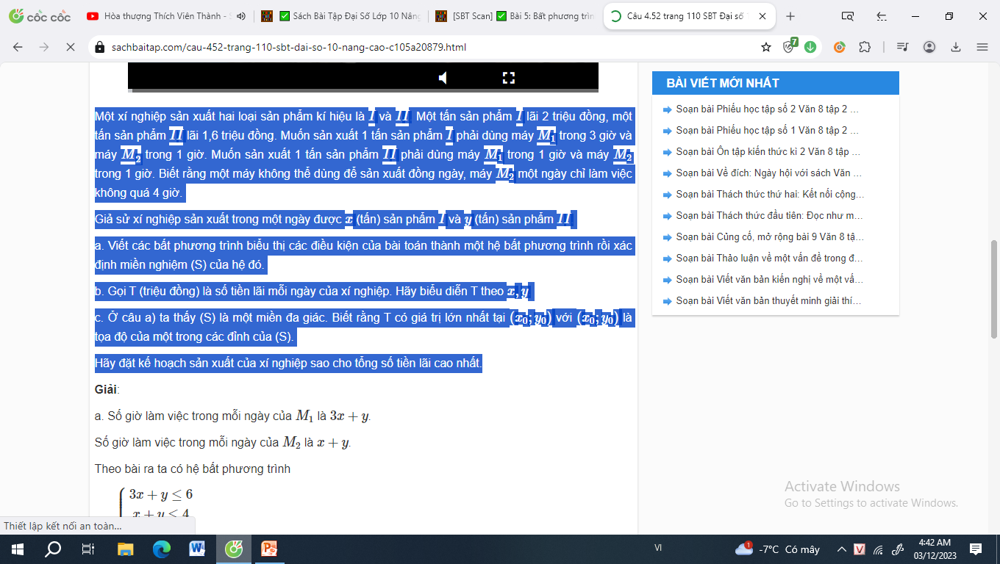 cốc cốc
Hòa thượng Thích Viên Thành - S
Sách Bài Tập Đại Số Lớp 10 Nâng
[SBT Scan] ✅ Bài 5: Bất phương trìn
Câu 4.52 trang 110 SBT Đại số
sachbaitap.com/cau-452-trang-110-sbt-dai-so-10-nang-cao-c105a20879.html
7
Một xí nghiệp sản xuất hai loại sản phẩm kí hiệu là I và II. Một tấn sản phẩm I lãi 2 triệu đồng, một
tấn sản phẩm II lãi 1,6 triệu đồng. Muốn sản xuất 1 tấn sản phẩm I phải dùng máy M₁ trong 3 giờ và
máy M₂ trong 1 giờ. Muốn sản xuất 1 tấn sản phẩm II phải dùng máy M₁ trong 1 giờ và máy M₂
trong 1 giờ. Biết rằng một máy không thể dùng để sản xuất đồng ngày, máy M₂ một ngày chỉ làm việc
không quá 4 giờ.
Giả sử xí nghiệp sản xuất trong một ngày được x (tấn) sản phẩm I và y (tấn) sản phẩm II.
a. Viết các bất phương trình biểu thị các điều kiện của bài toán thành một hệ bất phương trình rồi xác
định miền nghiệm (S) của hệ đó.
b. Gọi T (triệu đồng) là số tiền lãi mỗi ngày của xí nghiệp. Hãy biểu diễn T theo x, y
c. Ở câu a) ta thấy (S) là một miền đa giác. Biết rằng T có giá trị lớn nhất tại (x₀; y₀) với (x₀; y₀) là
tọa độ của một trong các đỉnh của (S).
Hãy đặt kế hoạch sản xuất của xí nghiệp sao cho tổng số tiền lãi cao nhất.
Giải:
a. Số giờ làm việc trong mỗi ngày của M₁ là 3x + y.
Số giờ làm việc trong mỗi ngày của M₂ là x + y.
Theo bài ra ta có hệ bất phương trình
3x + y ≤ 6
x + y ≤ 4
BÀI VIẾT MỚI NHẤT
Soạn bài Phiếu học tập số 2 Văn 8 tập 2 ...
Soạn bài Phiếu học tập số 1 Văn 8 tập 2 ...
Soạn bài Ôn tập kiến thức kì 2 Văn 8 tập ...
Soạn bài Về đích: Ngày hội với sách Văn ...
Soạn bài Thách thức thứ hai: Kết nối cộng...
Soạn bài Thách thức đầu tiên: Đọc như m...
Soạn bài Củng cố, mở rộng bài 9 Văn 8 tậ...
Soạn bài Thảo luận về một vấn đề trong đ...
Soạn bài Viết văn bản kiến nghị về một vấ...
Soạn bài Viết văn bản thuyết minh giải thí...
Activate Windows
Go to Settings to activate Windows.
Thiết lập kết nối an toàn...
VI
1
-7°C Có mây
V
4:42 AM
03/12/2023